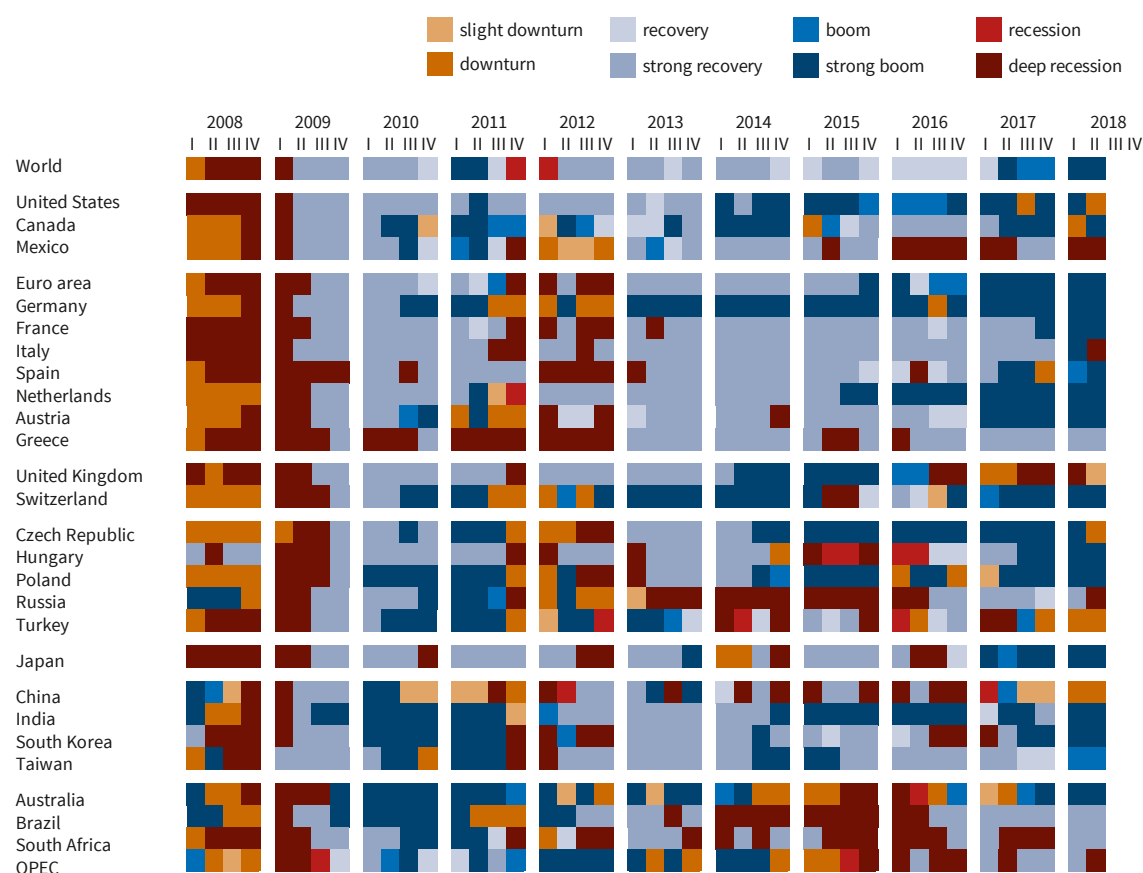 slight downturn recovery boom recession
downturn strong recovery strong boom deep recession
2008 2009 2010 2011 2012 2013 2014 2015 2016 2017 2018
I II III IV I II III IV I II III IV I II III IV I II III IV I II III IV I II III IV I II III IV I II III IV I II III IV I II III IV
World
United States
Canada
Mexico
Euro area
Germany
France
Italy
Spain
Netherlands
Austria
Greece
United Kingdom
Switzerland
Czech Republic
Hungary
Poland
Russia
Turkey
Japan
China
India
South Korea
Taiwan
Australia
Brazil
South Africa
OPEC